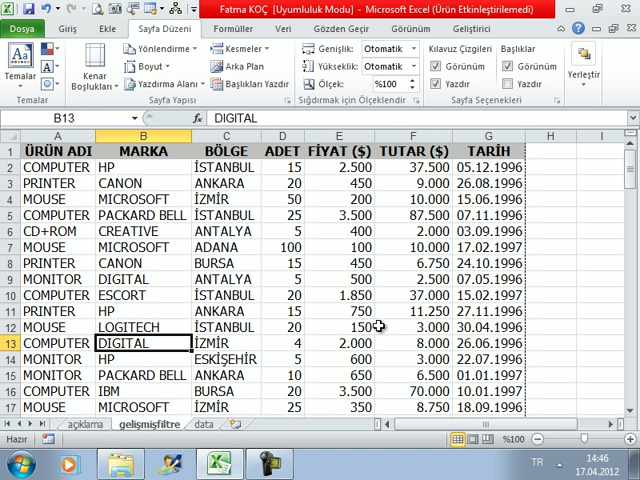 Fatma KOÇ [Uyumluluk Modu] - Microsoft Excel (Ürün Etkinleştirilemedi)
Dosya Giriş Ekle Sayfa Düzeni Formüller Veri Gözden Geçir Görünüm Geliştirici
Temalar
Kenar Boşlukları
Yönlendirme
Boyut
Yazdırma Alanı
Kesmeler
Arka Plan
Başlıkları Yazdır
Genişlik: Otomatik
Yükseklik: Otomatik
Ölçek: %100
Kılavuz Çizgileri
Görünüm
Yazdır
Başlıklar
Görünüm
Yazdır
Yerleştir
Temalar Sayfa Yapısı Sığdırmak için Ölçeklendir Sayfa Seçenekleri
B13 fx DIGITAL
A B C D E F G H I
1 ÜRÜN ADI MARKA BÖLGE ADET FİYAT ($) TUTAR ($) TARİH
2 COMPUTER HP İSTANBUL 15 2.500 37.500 05.12.1996
3 PRINTER CANON ANKARA 20 450 9.000 26.08.1996
4 MOUSE MICROSOFT İZMİR 50 200 10.000 15.06.1996
5 COMPUTER PACKARD BELL İSTANBUL 25 3.500 87.500 07.11.1996
6 CD+ROM CREATIVE ANTALYA 5 400 2.000 03.09.1996
7 MOUSE MICROSOFT ADANA 100 100 10.000 17.02.1997
8 PRINTER CANON BURSA 15 450 6.750 24.10.1996
9 MONITOR DIGITAL ANTALYA 5 500 2.500 07.05.1996
10 COMPUTER ESCORT İSTANBUL 20 1.850 37.000 15.02.1997
11 PRINTER HP ANKARA 15 750 11.250 27.11.1996
12 MOUSE LOGITECH İSTANBUL 20 150 3.000 30.04.1996
13 COMPUTER DIGITAL İZMİR 4 2.000 8.000 26.06.1996
14 MONITOR HP ESKİŞEHİR 5 600 3.000 22.07.1996
15 MONITOR PACKARD BELL ANKARA 10 650 6.500 01.01.1997
16 COMPUTER IBM BURSA 20 3.500 70.000 10.01.1997
17 MOUSE MICROSOFT İZMİR 25 350 8.750 18.09.1996
açıklama gelişmişfiltre data
Hazır %100
TR 14:46
17.04.2012